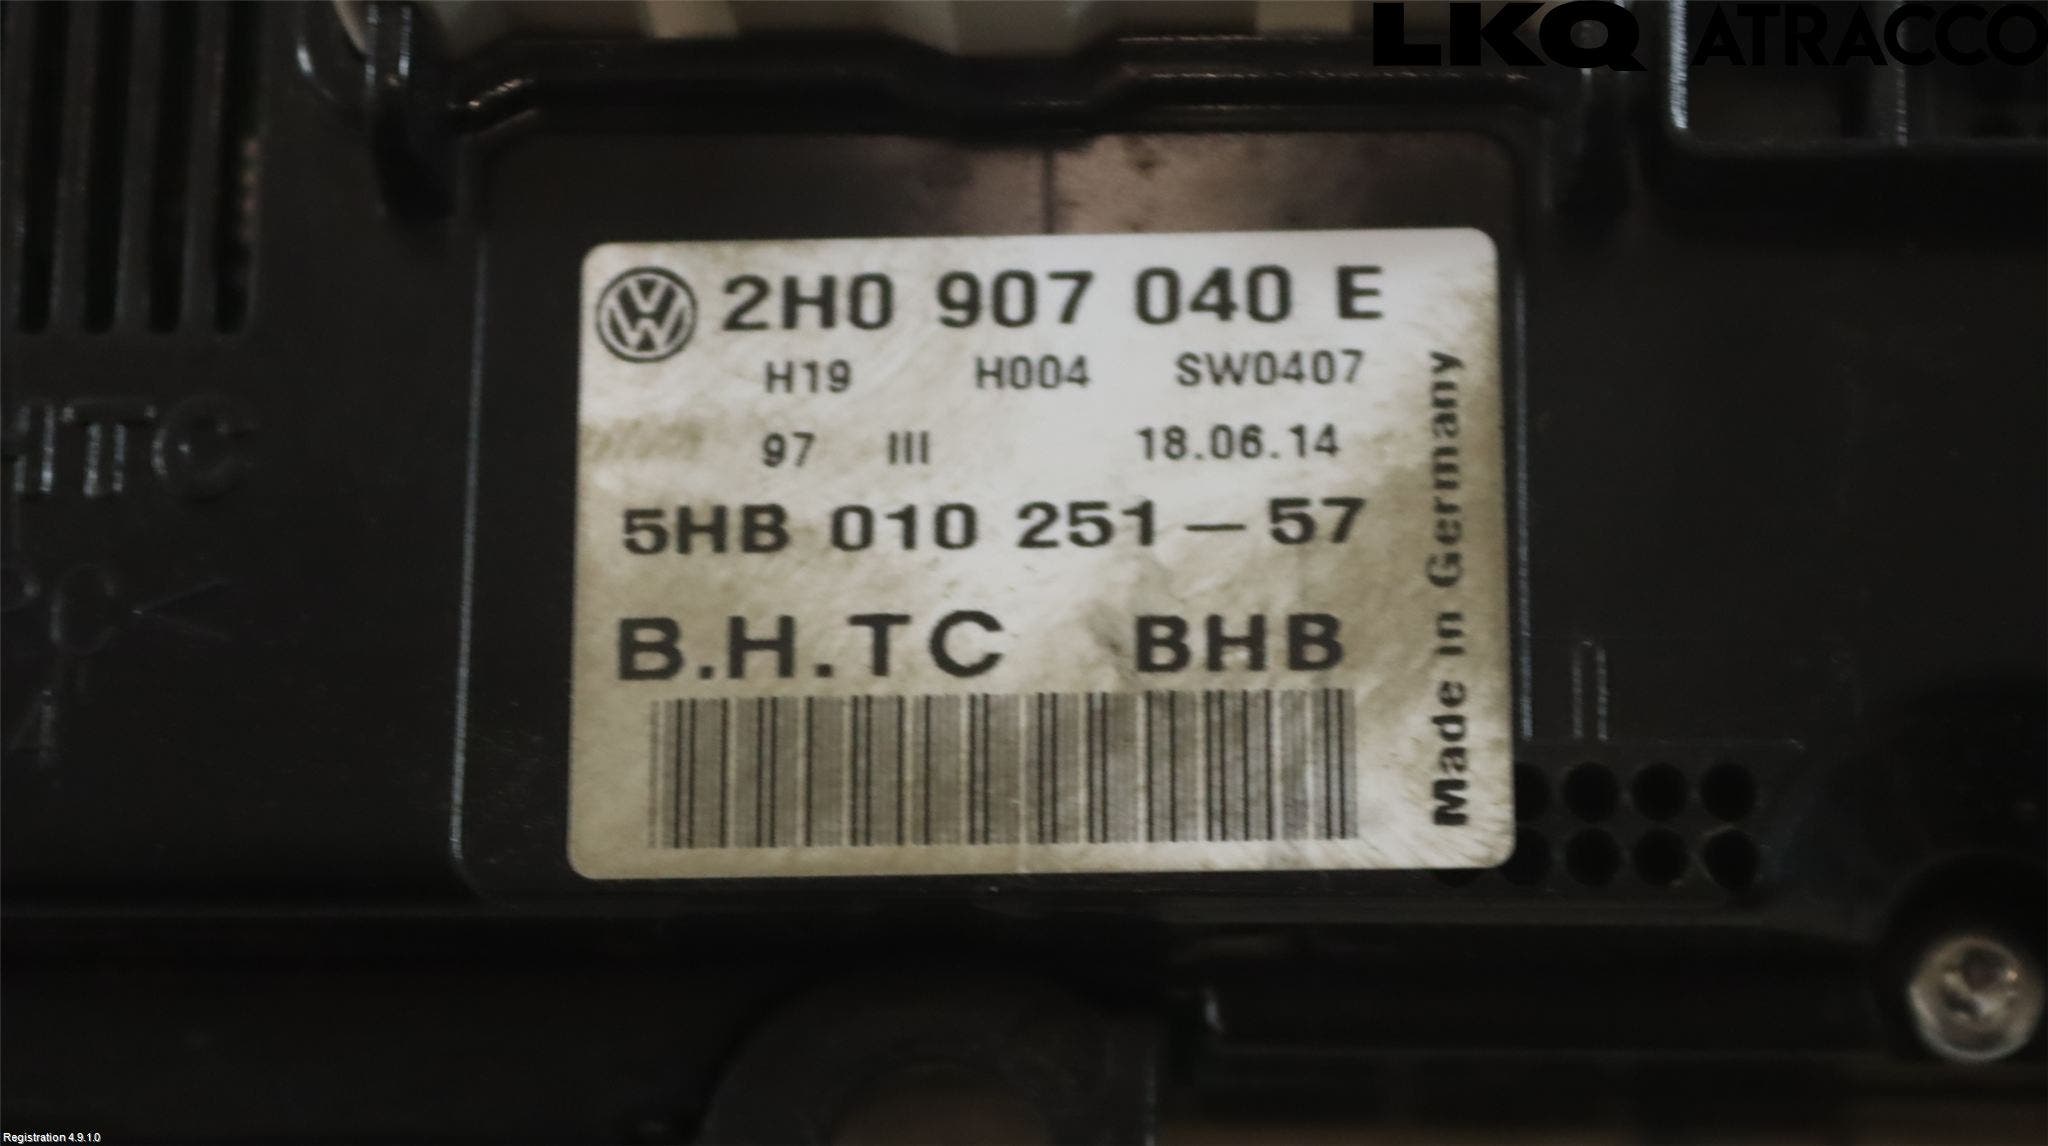 LKQ ATRACCO
2H0 907 040 E
H19 H004 SW0407
97 III 18.06.14
5HB 010 251-57
B.H.TC BHB
Made in Germany
HTC
Registration 4.9.1.0